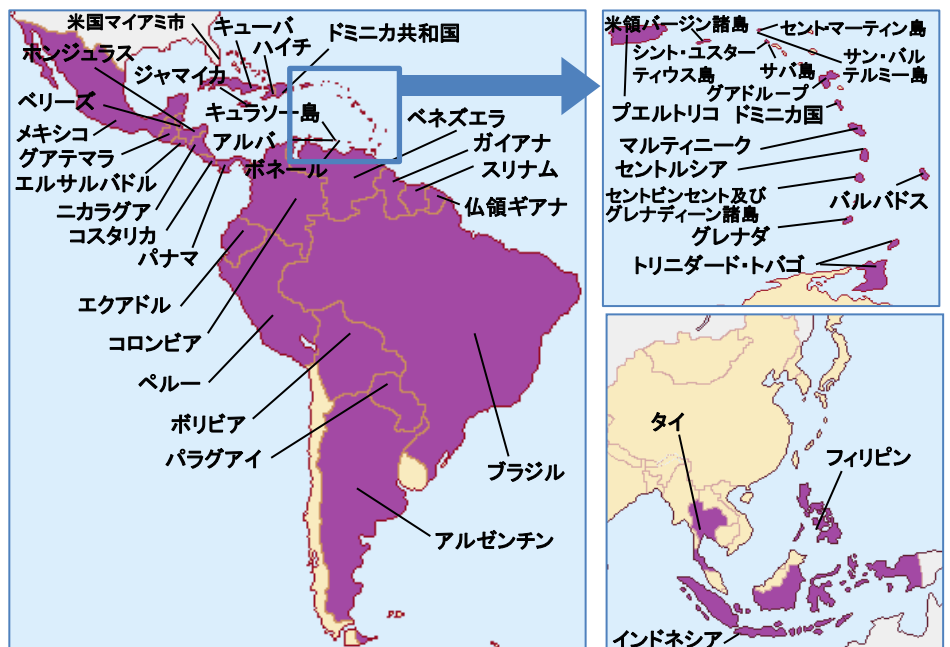 米国マイアミ市
キューバ
ハイチ
ドミニカ共和国
ホンジュラス
ジャマイカ
ベリーズ
キュラソー島
メキシコ
アルバ
ベネズエラ
グアテマラ
ボネール
ガイアナ
エルサルバドル
スリナム
ニカラグア
仏領ギアナ
コスタリカ
パナマ
エクアドル
コロンビア
ペルー
ボリビア
パラグアイ
ブラジル
アルゼンチン
米領バージン諸島
セントマーティン島
シント・ユスター
ティウス島
サバ島
サン・バル
テルミー島
グアドループ
プエルトリコ
ドミニカ国
マルティニーク
セントルシア
セントビンセント及び
グレナディーン諸島
バルバドス
グレナダ
トリニダード・トバゴ
タイ
フィリピン
インドネシア